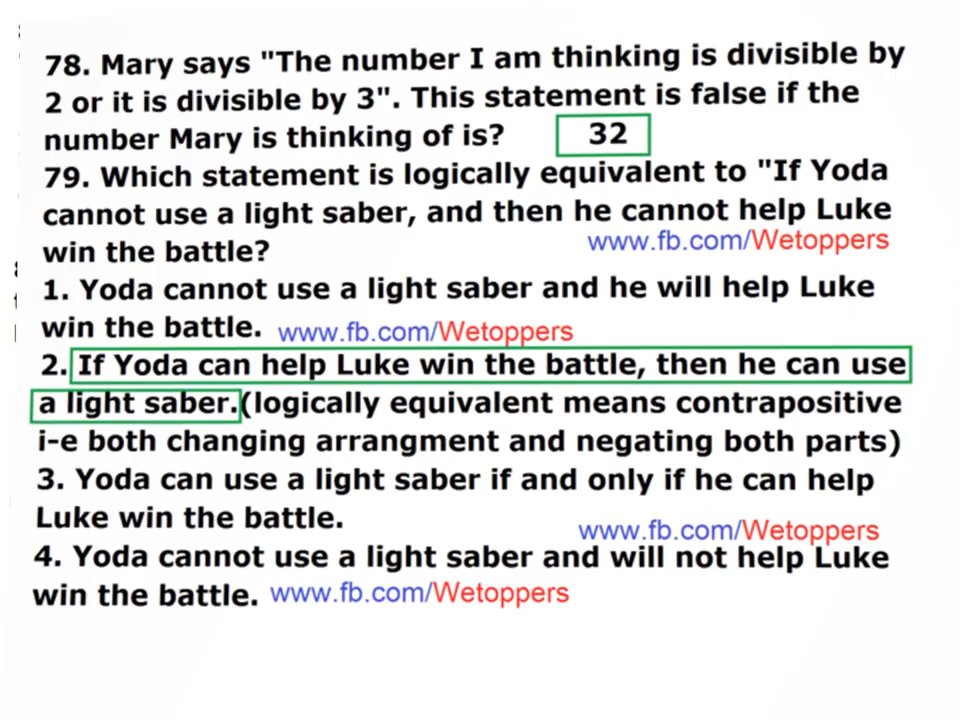 78. Mary says "The number I am thinking is divisible by
2 or it is divisible by 3". This statement is false if the
number Mary is thinking of is? 32
79. Which statement is logically equivalent to "If Yoda
cannot use a light saber, and then he cannot help Luke
win the battle? www.fb.com/Wetoppers
1. Yoda cannot use a light saber and he will help Luke
win the battle. www.fb.com/Wetoppers
2. If Yoda can help Luke win the battle, then he can use
a light saber.(logically equivalent means contrapositive
i-e both changing arrangment and negating both parts)
3. Yoda can use a light saber if and only if he can help
Luke win the battle. www.fb.com/Wetoppers
4. Yoda cannot use a light saber and will not help Luke
win the battle. www.fb.com/Wetoppers